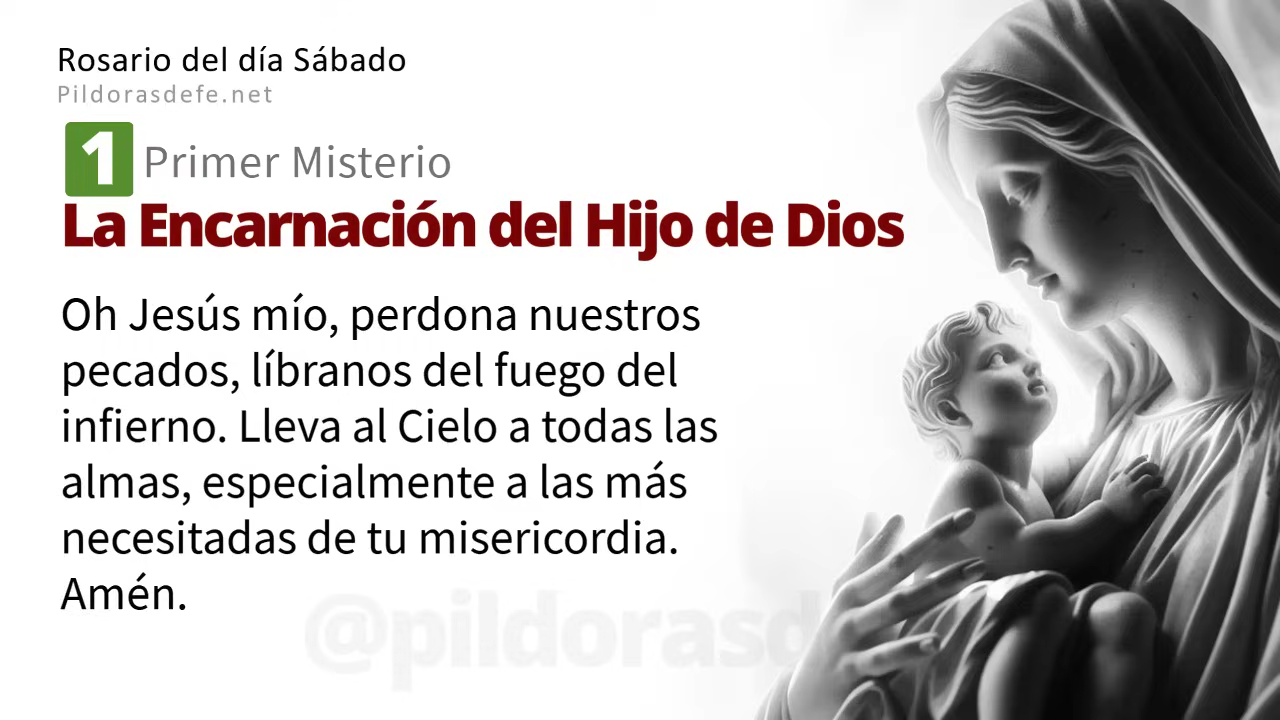 Rosario del día Sábado
Pildorasdefe.net
1 Primer Misterio
La Encarnación del Hijo de Dios
Oh Jesús mío, perdona nuestros
pecados, líbranos del fuego del
infierno. Lleva al Cielo a todas las
almas, especialmente a las más
necesitadas de tu misericordia.
Amén.
@pildorasd